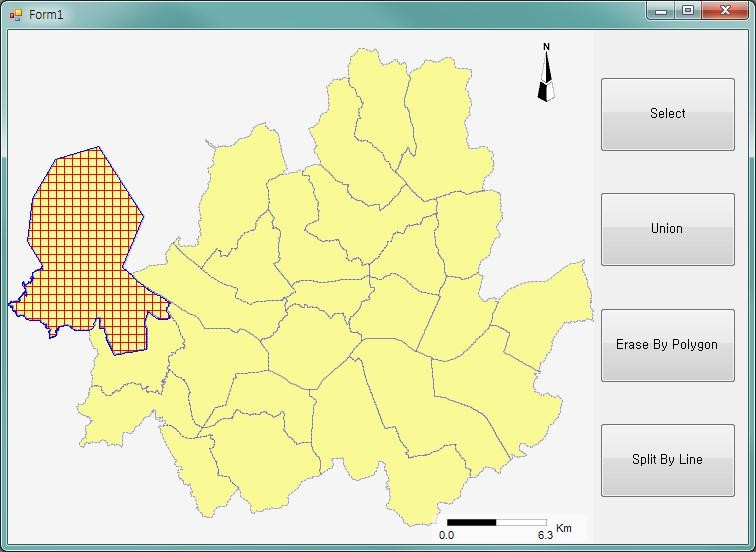 Form1
N
Select
Union
Erase By Polygon
Split By Line
0.0
6.3
Km